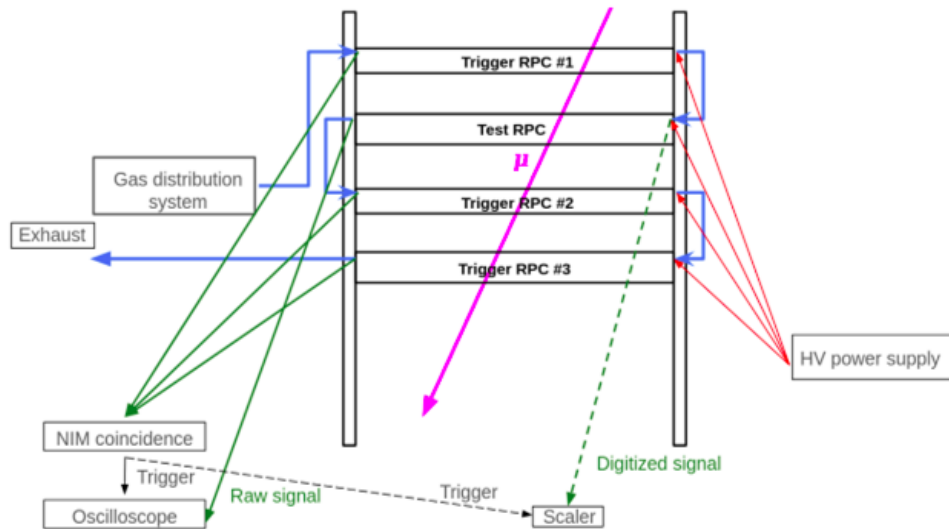 Trigger RPC #1
Test RPC
μ
Gas distribution
system
Trigger RPC #2
Exhaust
Trigger RPC #3
HV power supply
NIM coincidence
Digitized signal
Trigger
Raw signal
Trigger
Oscilloscope
Scaler